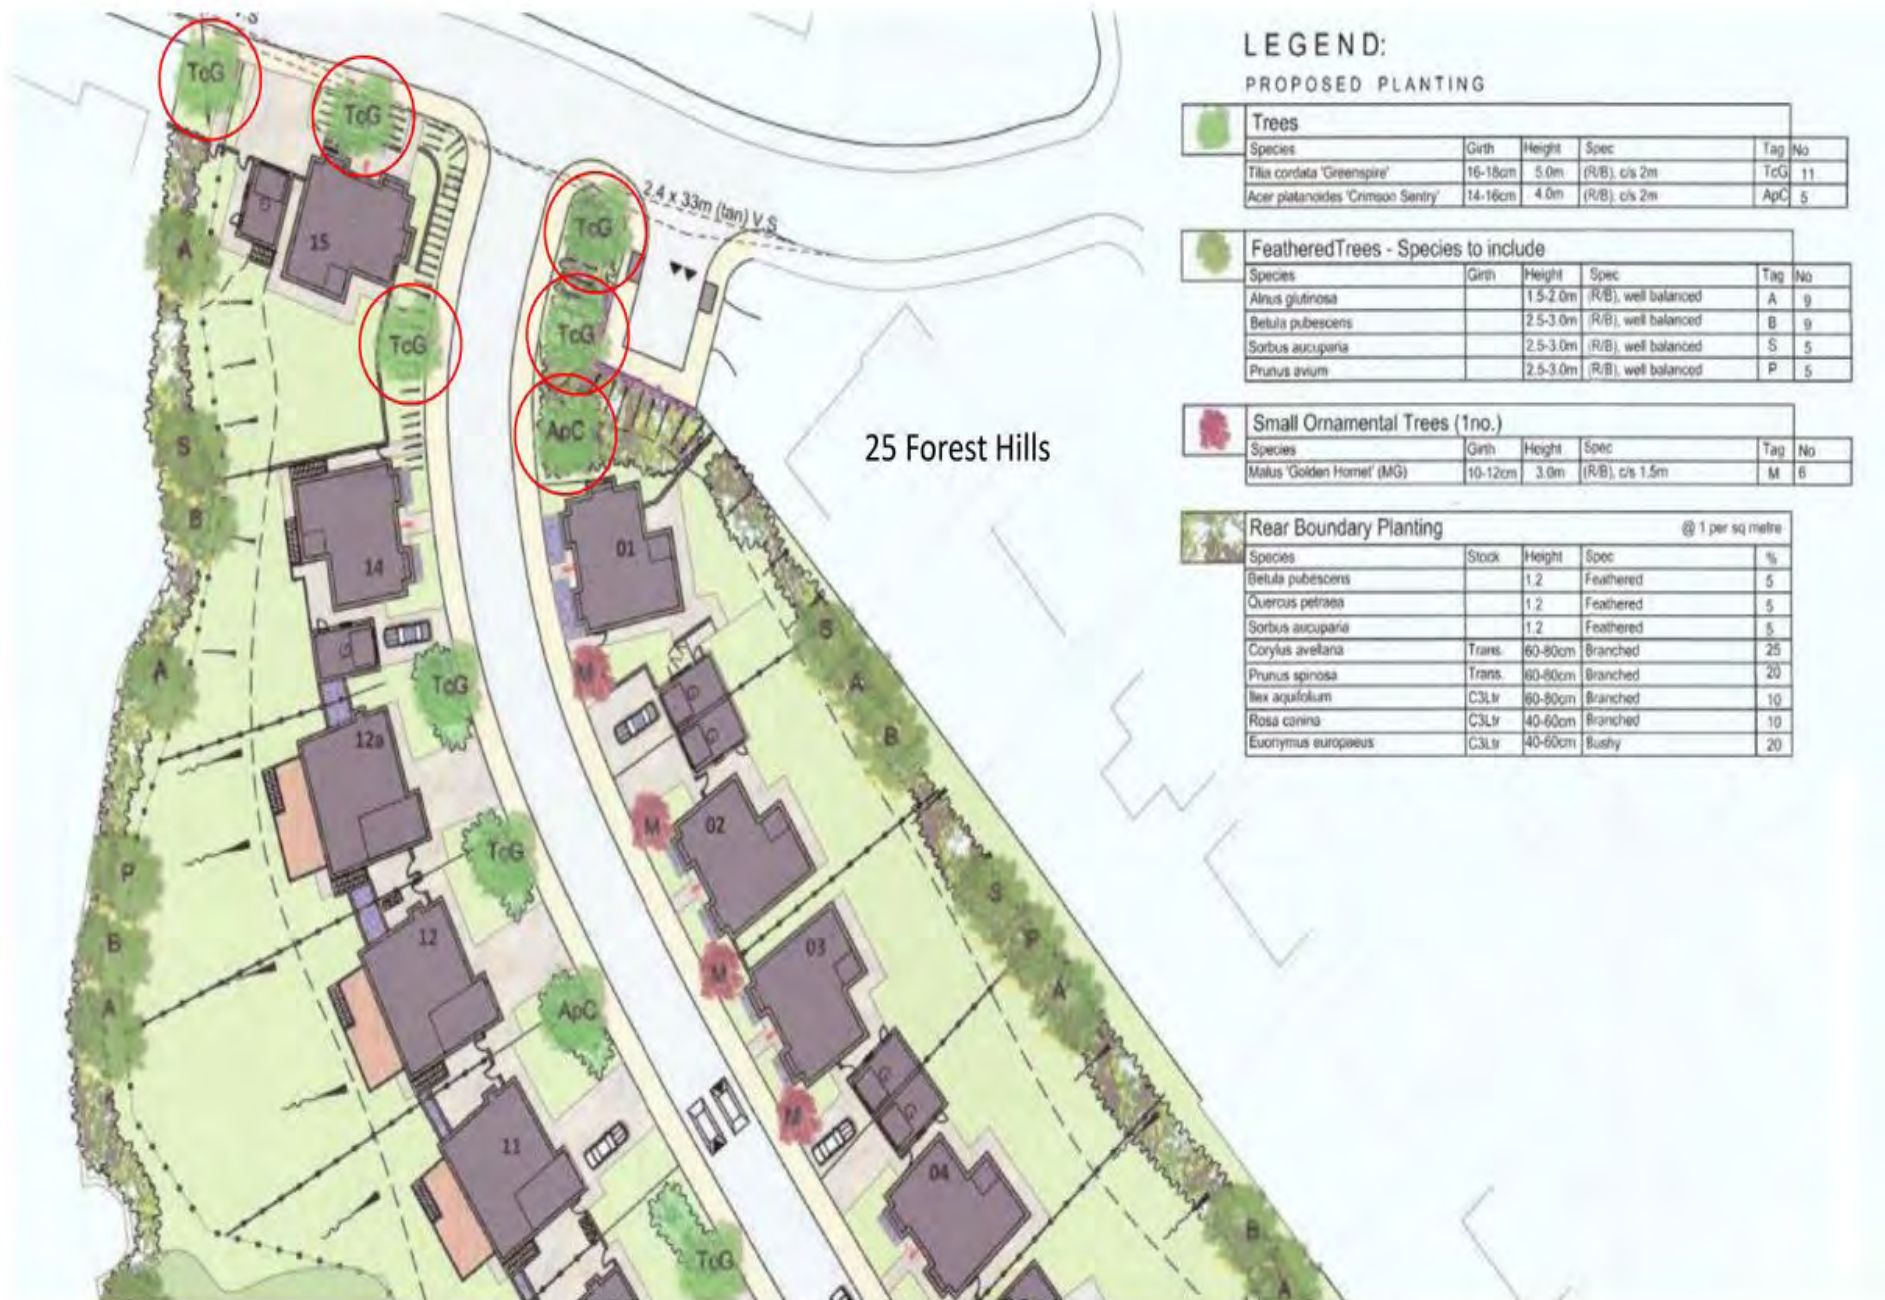 V S
TcG
TcG
2.4 x 33m (tan) V S
TcG
G
A
15
TcG
TcG
ApC
25 Forest Hills
S
B
01
14
G
S
A
M
A
TcG
G
B
12a
G
M
02
TcG
P
S
B
12
03
P
M
A
A
ApC
G
G
M
11
04
B
TcG
A
LEGEND:
PROPOSED PLANTING
Trees
Species Girth Height Spec Tag No
Tilia cordata 'Greenspire' 16-18cm 5.0m (R/B), c/s 2m TcG 11
Acer platanoides 'Crimson Sentry' 14-16cm 4.0m (R/B), c/s 2m ApC 5
FeatheredTrees - Species to include
Species Girth Height Spec Tag No
Alnus glutinosa 1.5-2.0m (R/B), well balanced A 9
Betula pubescens 2.5-3.0m (R/B), well balanced B 9
Sorbus aucuparia 2.5-3.0m (R/B), well balanced S 5
Prunus avium 2.5-3.0m (R/B), well balanced P 5
Small Ornamental Trees (1no.)
Species Girth Height Spec Tag No
Malus 'Golden Hornet' (MG) 10-12cm 3.0m (R/B), c/s 1.5m M 6
Rear Boundary Planting @ 1 per sq metre
Species Stock Height Spec %
Betula pubescens 1.2 Feathered 5
Quercus petraea 1.2 Feathered 5
Sorbus aucuparia 1.2 Feathered 5
Corylus avellana Trans. 60-80cm Branched 25
Prunus spinosa Trans. 60-80cm Branched 20
Ilex aquifolium C3Ltr 60-80cm Branched 10
Rosa canina C3Ltr 40-60cm Branched 10
Euonymus europaeus C3Ltr 40-60cm Bushy 20